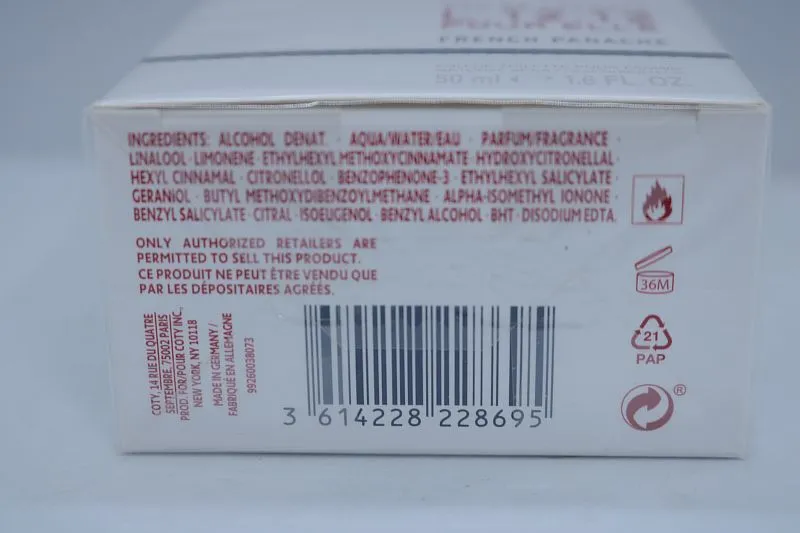 POUR ELLE
FRENCH PANACHE
50 ml 1.6 FL. OZ.
INGREDIENTS: ALCOHOL DENAT. · AQUA/WATER/EAU · PARFUM/FRAGRANCE ·
LINALOOL · LIMONENE · ETHYLHEXYL METHOXYCINNAMATE · HYDROXYCITRONELLAL ·
HEXYL CINNAMAL · CITRONELLOL · BENZOPHENONE-3 · ETHYLHEXYL SALICYLATE ·
GERANIOL · BUTYL METHOXYDIBENZOYLMETHANE · ALPHA-ISOMETHYL IONONE ·
BENZYL SALICYLATE · CITRAL · ISOEUGENOL · BENZYL ALCOHOL · BHT · DISODIUM EDTA.
ONLY AUTHORIZED RETAILERS ARE
PERMITTED TO SELL THIS PRODUCT.
CE PRODUIT NE PEUT ÊTRE VENDU QUE
PAR LES DÉPOSITAIRES AGRÉÉS.
COTY, 14 RUE DU QUATRE
SEPTEMBRE, 75002 PARIS
PROD. FOR/POUR COTY INC.,
NEW YORK, NY 10118
MADE IN GERMANY /
FABRIQUÉ EN ALLEMAGNE
99260038073
3 614228 228695
36M
21
PAP
®